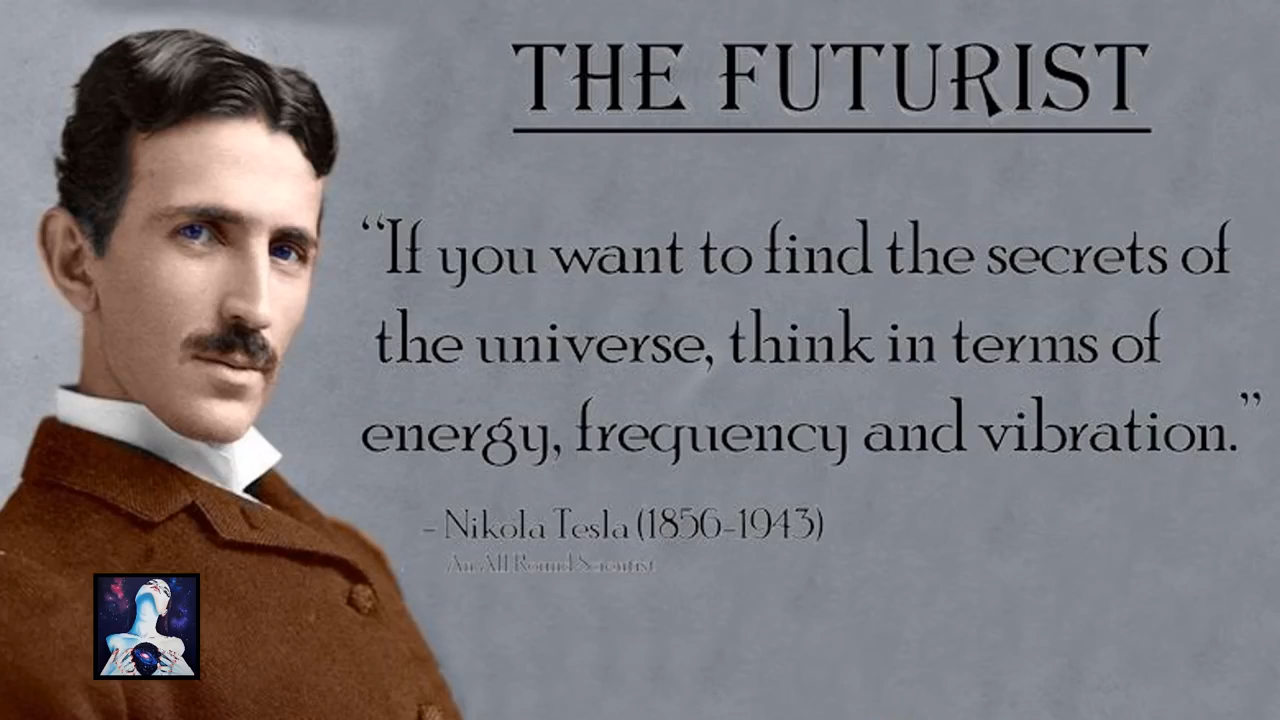 THE FUTURIST
“If you want to find the secrets of
the universe, think in terms of
energy, frequency and vibration.”
- Nikola Tesla (1856-1943)
An All Round Scientist